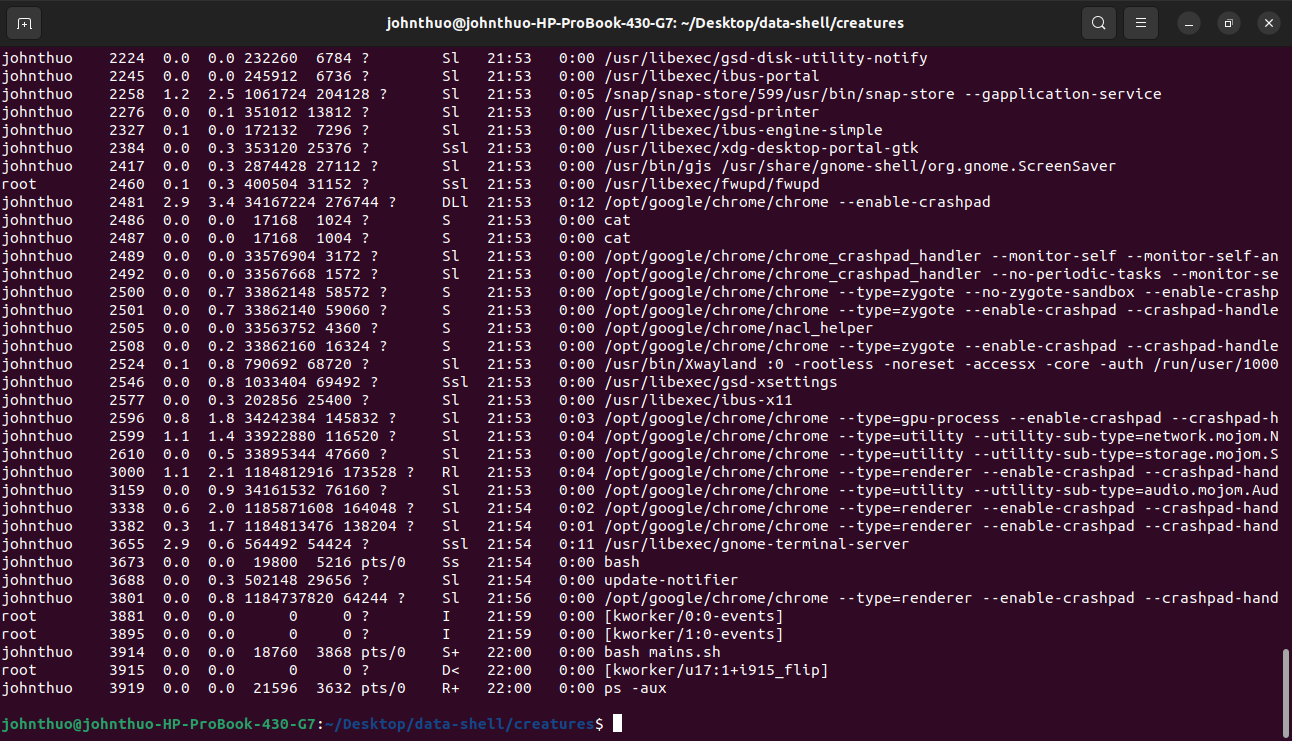 johnthuo@johnthuo-HP-ProBook-430-G7: ~/Desktop/data-shell/creatures
johnthuo    2224  0.0  0.0 232260  6784 ?        Sl   21:53   0:00 /usr/libexec/gsd-disk-utility-notify
johnthuo    2245  0.0  0.0 245912  6736 ?        Sl   21:53   0:00 /usr/libexec/ibus-portal
johnthuo    2258  1.2  2.5 1061724 204128 ?      Sl   21:53   0:05 /snap/snap-store/599/usr/bin/snap-store --gapplication-service
johnthuo    2276  0.0  0.1 351012 13812 ?        Sl   21:53   0:00 /usr/libexec/gsd-printer
johnthuo    2327  0.1  0.0 172132  7296 ?        Sl   21:53   0:00 /usr/libexec/ibus-engine-simple
johnthuo    2384  0.0  0.3 353120 25376 ?        Ssl  21:53   0:00 /usr/libexec/xdg-desktop-portal-gtk
johnthuo    2417  0.0  0.3 2874428 27112 ?       Sl   21:53   0:00 /usr/bin/gjs /usr/share/gnome-shell/org.gnome.ScreenSaver
root        2460  0.1  0.3 400504 31152 ?        Ssl  21:53   0:00 /usr/libexec/fwupd/fwupd
johnthuo    2481  2.9  3.4 34167224 276744 ?     DLl  21:53   0:12 /opt/google/chrome/chrome --enable-crashpad
johnthuo    2486  0.0  0.0  17168  1024 ?        S    21:53   0:00 cat
johnthuo    2487  0.0  0.0  17168  1004 ?        S    21:53   0:00 cat
johnthuo    2489  0.0  0.0 33576904 3172 ?       Sl   21:53   0:00 /opt/google/chrome/chrome_crashpad_handler --monitor-self --monitor-self-an
johnthuo    2492  0.0  0.0 33567668 1572 ?       Sl   21:53   0:00 /opt/google/chrome/chrome_crashpad_handler --no-periodic-tasks --monitor-se
johnthuo    2500  0.0  0.7 33862148 58572 ?      S    21:53   0:00 /opt/google/chrome/chrome --type=zygote --no-zygote-sandbox --enable-crashp
johnthuo    2501  0.0  0.7 33862140 59060 ?      S    21:53   0:00 /opt/google/chrome/chrome --type=zygote --enable-crashpad --crashpad-handle
johnthuo    2505  0.0  0.0 33563752 4360 ?       S    21:53   0:00 /opt/google/chrome/nacl_helper
johnthuo    2508  0.0  0.2 33862160 16324 ?      S    21:53   0:00 /opt/google/chrome/chrome --type=zygote --enable-crashpad --crashpad-handle
johnthuo    2524  0.1  0.8 790692 68720 ?        Sl   21:53   0:00 /usr/bin/Xwayland :0 -rootless -noreset -accessx -core -auth /run/user/1000
johnthuo    2546  0.0  0.8 1033404 69492 ?       Ssl  21:53   0:00 /usr/libexec/gsd-xsettings
johnthuo    2577  0.0  0.3 202856 25400 ?        Sl   21:53   0:00 /usr/libexec/ibus-x11
johnthuo    2596  0.8  1.8 34242384 145832 ?     Sl   21:53   0:03 /opt/google/chrome/chrome --type=gpu-process --enable-crashpad --crashpad-h
johnthuo    2599  1.1  1.4 33922880 116520 ?     Sl   21:53   0:04 /opt/google/chrome/chrome --type=utility --utility-sub-type=network.mojom.N
johnthuo    2610  0.0  0.5 33895344 47660 ?      Sl   21:53   0:00 /opt/google/chrome/chrome --type=utility --utility-sub-type=storage.mojom.S
johnthuo    3000  1.1  2.1 1184812916 173528 ?   Rl   21:53   0:04 /opt/google/chrome/chrome --type=renderer --enable-crashpad --crashpad-hand
johnthuo    3159  0.0  0.9 34161532 76160 ?      Sl   21:53   0:00 /opt/google/chrome/chrome --type=utility --utility-sub-type=audio.mojom.Aud
johnthuo    3338  0.6  2.0 1185871608 164048 ?   Sl   21:54   0:02 /opt/google/chrome/chrome --type=renderer --enable-crashpad --crashpad-hand
johnthuo    3382  0.3  1.7 1184813476 138204 ?   Sl   21:54   0:01 /opt/google/chrome/chrome --type=renderer --enable-crashpad --crashpad-hand
johnthuo    3655  2.9  0.6 564492 54424 ?        Ssl  21:54   0:11 /usr/libexec/gnome-terminal-server
johnthuo    3673  0.0  0.0  19800  5216 pts/0    Ss   21:54   0:00 bash
johnthuo    3688  0.0  0.3 502148 29656 ?        Sl   21:54   0:00 update-notifier
johnthuo    3801  0.0  0.8 1184737820 64244 ?    Sl   21:56   0:00 /opt/google/chrome/chrome --type=renderer --enable-crashpad --crashpad-hand
root        3881  0.0  0.0      0     0 ?        I    21:59   0:00 [kworker/0:0-events]
root        3895  0.0  0.0      0     0 ?        I    21:59   0:00 [kworker/1:0-events]
johnthuo    3914  0.0  0.0  18760  3868 pts/0    S+   22:00   0:00 bash mains.sh
root        3915  0.0  0.0      0     0 ?        D<   22:00   0:00 [kworker/u17:1+i915_flip]
johnthuo    3919  0.0  0.0  21596  3632 pts/0    R+   22:00   0:00 ps -aux
johnthuo@johnthuo-HP-ProBook-430-G7:~/Desktop/data-shell/creatures$